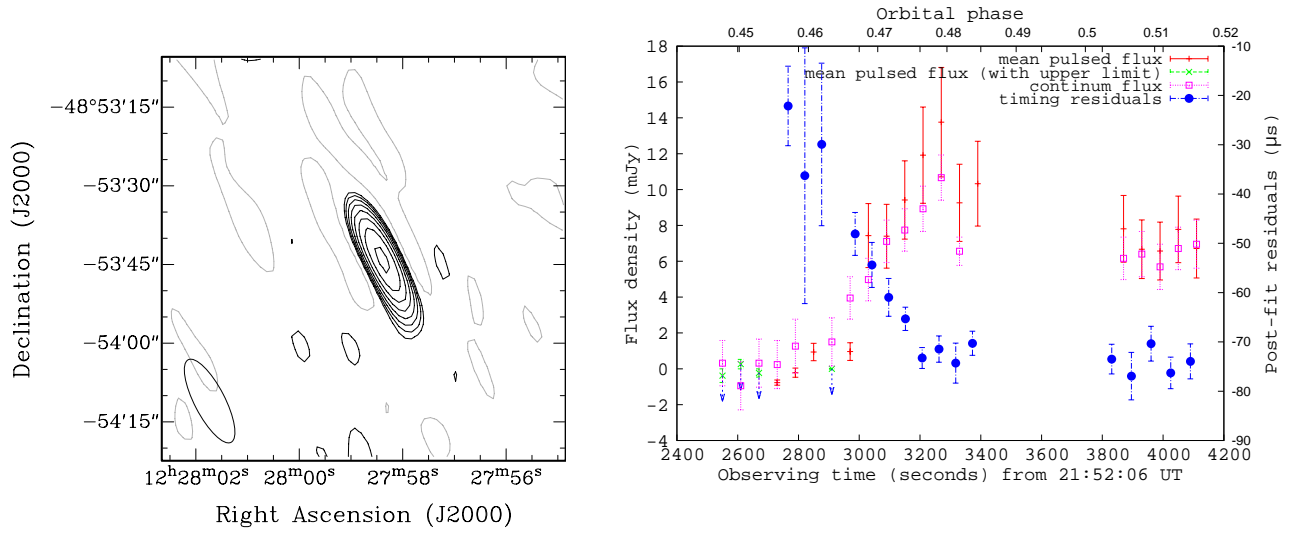 Declination (J2000)
−48°53′15″
−53′30″
−53′45″
−54′00″
−54′15″
12ʰ28ᵐ02ˢ 28ᵐ00ˢ 27ᵐ58ˢ 27ᵐ56ˢ
Right Ascension (J2000)
Orbital phase
0.45 0.46 0.47 0.48 0.49 0.5 0.51 0.52
mean pulsed flux
mean pulsed flux (with upper limit)
continum flux
timing residuals
Flux density (mJy)
18
16
14
12
10
8
6
4
2
0
-2
-4
-10
-20
-30
-40
-50
-60
-70
-80
-90
Post-fit residuals (μs)
2400 2600 2800 3000 3200 3400 3600 3800 4000 4200
Observing time (seconds) from 21:52:06 UT